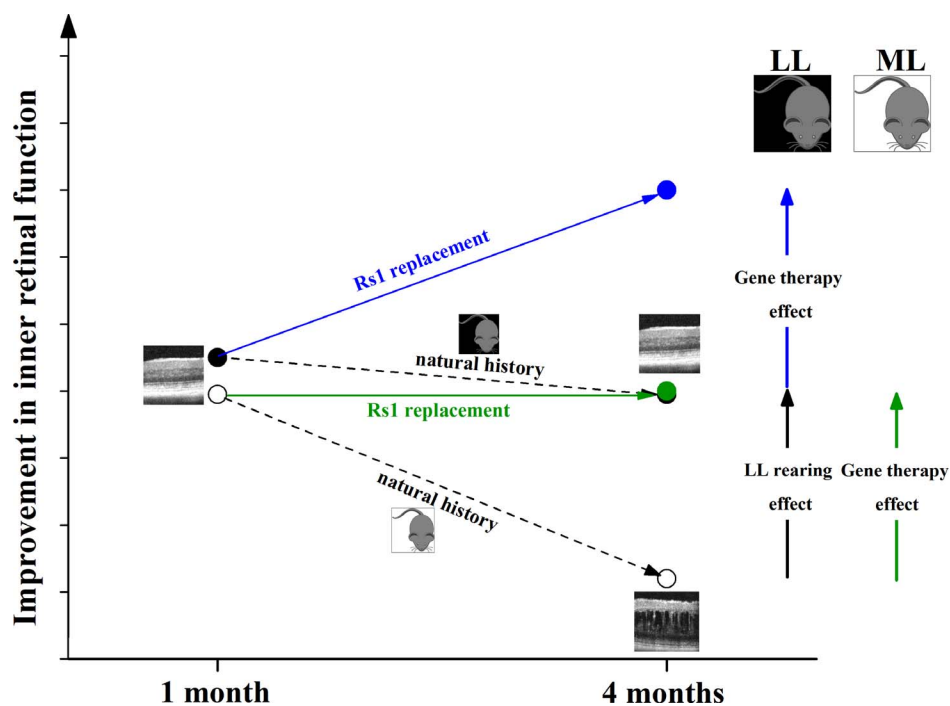 Improvement in inner retinal function
LL
ML
Rs1 replacement
natural history
Rs1 replacement
natural history
Gene therapy
effect
LL rearing
effect
Gene therapy
effect
1 month
4 months